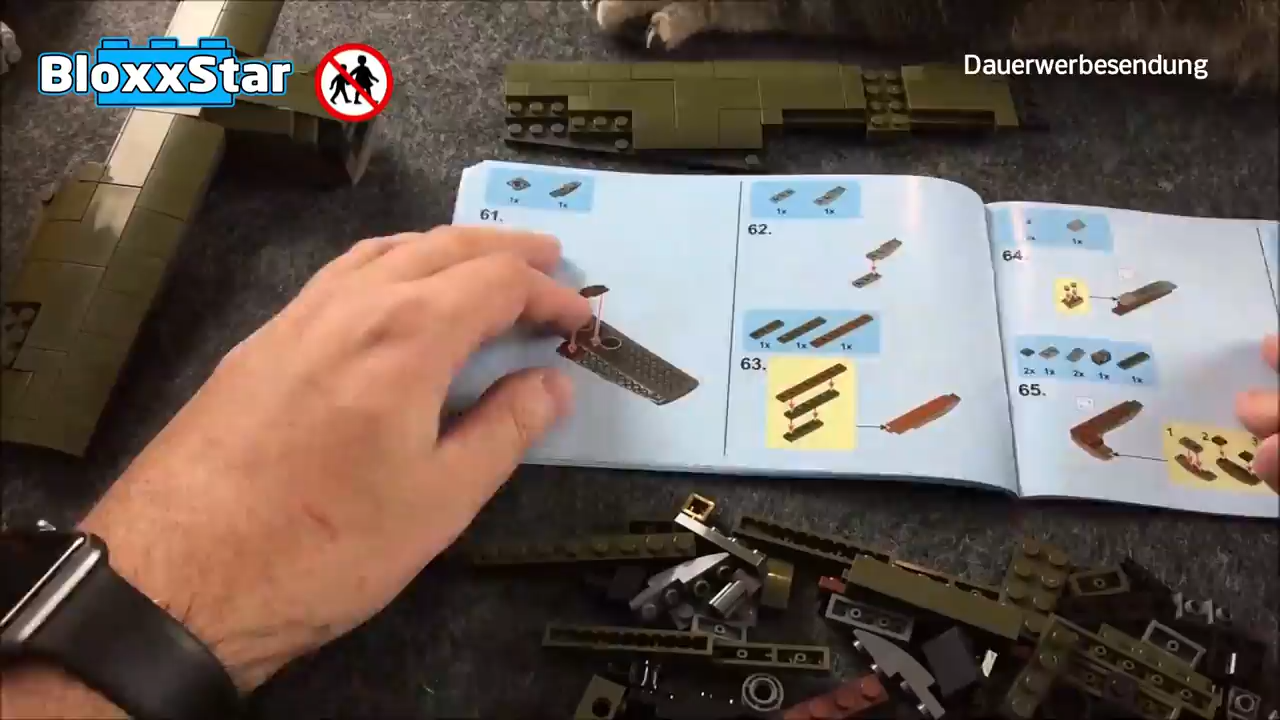 BloxxStar
Dauerwerbesendung
1x 1x
61.
1x 1x
62.
1x 1x 1x
63.
1x
64.
2x 1x 2x 1x 1x
65.
1 2 3